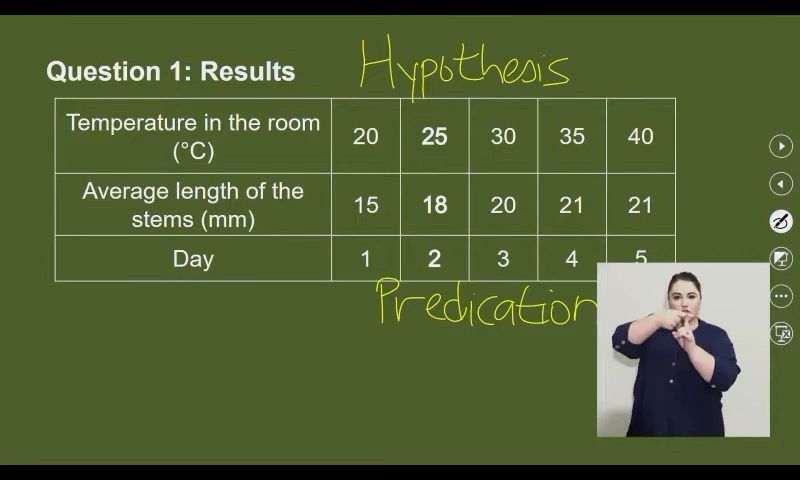 Question 1: Results
Hypothesis
Temperature in the room 20 25 30 35 40
(°C)
Average length of the 15 18 20 21 21
stems (mm)
Day 1 2 3 4 5
Predication